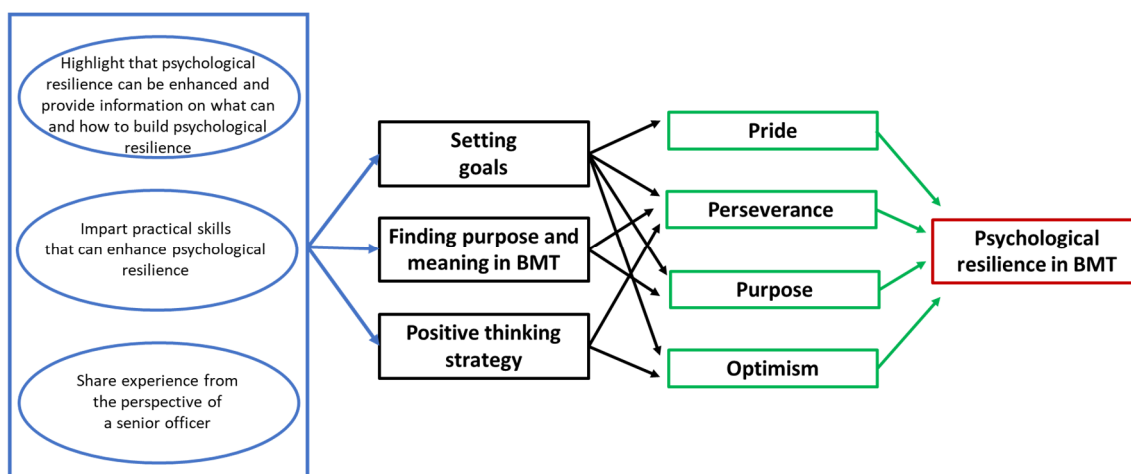 Highlight that psychological
resilience can be enhanced and
provide information on what can
and how to build psychological
resilience
Impart practical skills
that can enhance psychological
resilience
Share experience from
the perspective of
a senior officer
Setting
goals
Finding purpose and
meaning in BMT
Positive thinking
strategy
Pride
Perseverance
Purpose
Optimism
Psychological
resilience in BMT